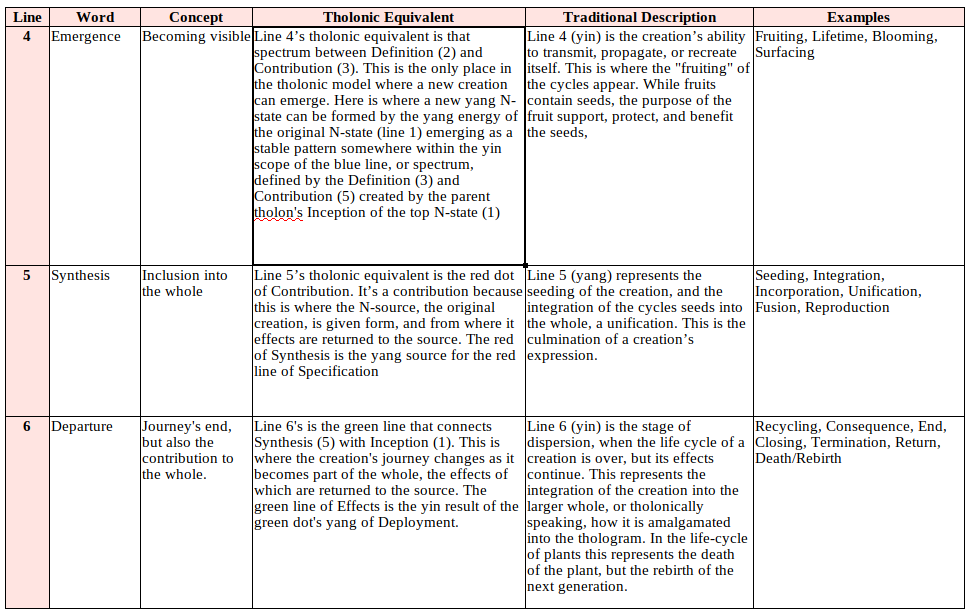 Line Word Concept Tholonic Equivalent Traditional Description Examples
4
Emergence
Becoming visible
Line 4’s tholonic equivalent is that
spectrum between Definition (2) and
Contribution (3). This is the only place in
the tholonic model where a new creation
can emerge. Here is where a new yang N-
state can be formed by the yang energy of
the original N-state (line 1) emerging as a
stable pattern somewhere within the yin
scope of the blue line, or spectrum,
defined by the Definition (3) and
Contribution (5) created by the parent
tholon's Inception of the top N-state (1)
Line 4 (yin) is the creation’s ability
to transmit, propagate, or recreate
itself. This is where the "fruiting" of
the cycles appear. While fruits
contain seeds, the purpose of the
fruit support, protect, and benefit
the seeds,
Fruiting, Lifetime, Blooming,
Surfacing
5
Synthesis
Inclusion into
the whole
Line 5’s tholonic equivalent is the red dot
of Contribution. It’s a contribution because
this is where the N-source, the original
creation, is given form, and from where it
effects are returned to the source. The red
of Synthesis is the yang source for the red
line of Specification
Line 5 (yang) represents the
seeding of the creation, and the
integration of the cycles seeds into
the whole, a unification. This is the
culmination of a creation’s
expression.
Seeding, Integration,
Incorporation, Unification,
Fusion, Reproduction
6
Departure
Journey's end,
but also the
contribution to
the whole.
Line 6's is the green line that connects
Synthesis (5) with Inception (1). This is
where the creation's journey changes as it
becomes part of the whole, the effects of
which are returned to the source. The
green line of Effects is the yin result of the
green dot's yang of Deployment.
Line 6 (yin) is the stage of
dispersion, when the life cycle of a
creation is over, but its effects
continue. This represents the
integration of the creation into the
larger whole, or tholonically
speaking, how it is amalgamated
into the thologram. In the life-cycle
of plants this represents the death
of the plant, but the rebirth of the
next generation.
Recycling, Consequence, End,
Closing, Termination, Return,
Death/Rebirth